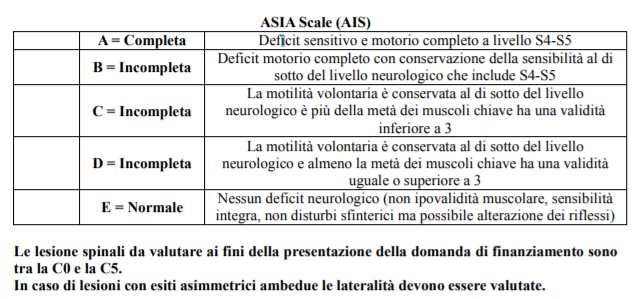 ASIA Scale (AIS)
A = Completa
Deficit sensitivo e motorio completo a livello S4-S5
B = Incompleta
Deficit motorio completo con conservazione della sensibilità al di
sotto del livello neurologico che include S4-S5
C = Incompleta
La motilità volontaria è conservata al di sotto del livello
neurologico è più della metà dei muscoli chiave ha una validità
inferiore a 3
D = Incompleta
La motilità volontaria è conservata al di sotto del livello
neurologico e almeno la metà dei muscoli chiave ha una validità
uguale o superiore a 3
E = Normale
Nessun deficit neurologico (non ipovalidità muscolare, sensibilità
integra, non disturbi sfinterici ma possibile alterazione dei riflessi)
Le lesione spinali da valutare ai fini della presentazione della domanda di finanziamento sono
tra la C0 e la C5.
In caso di lesioni con esiti asimmetrici ambedue le lateralità devono essere valutate.